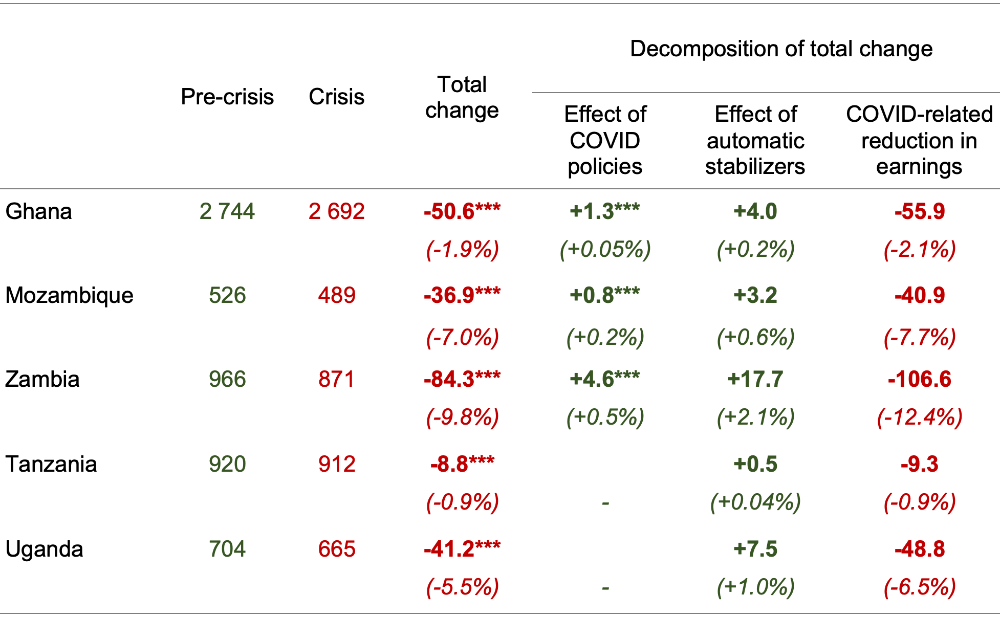 Decomposition of total change
Pre-crisis Crisis Total
change
Effect of
COVID
policies
Effect of
automatic
stabilizers
COVID-related
reduction in
earnings
Ghana 2 744 2 692 -50.6*** +1.3*** +4.0 -55.9
(-1.9%) (+0.05%) (+0.2%) (-2.1%)
Mozambique 526 489 -36.9*** +0.8*** +3.2 -40.9
(-7.0%) (+0.2%) (+0.6%) (-7.7%)
Zambia 966 871 -84.3*** +4.6*** +17.7 -106.6
(-9.8%) (+0.5%) (+2.1%) (-12.4%)
Tanzania 920 912 -8.8*** +0.5 -9.3
(-0.9%) - (+0.04%) (-0.9%)
Uganda 704 665 -41.2*** +7.5 -48.8
(-5.5%) - (+1.0%) (-6.5%)